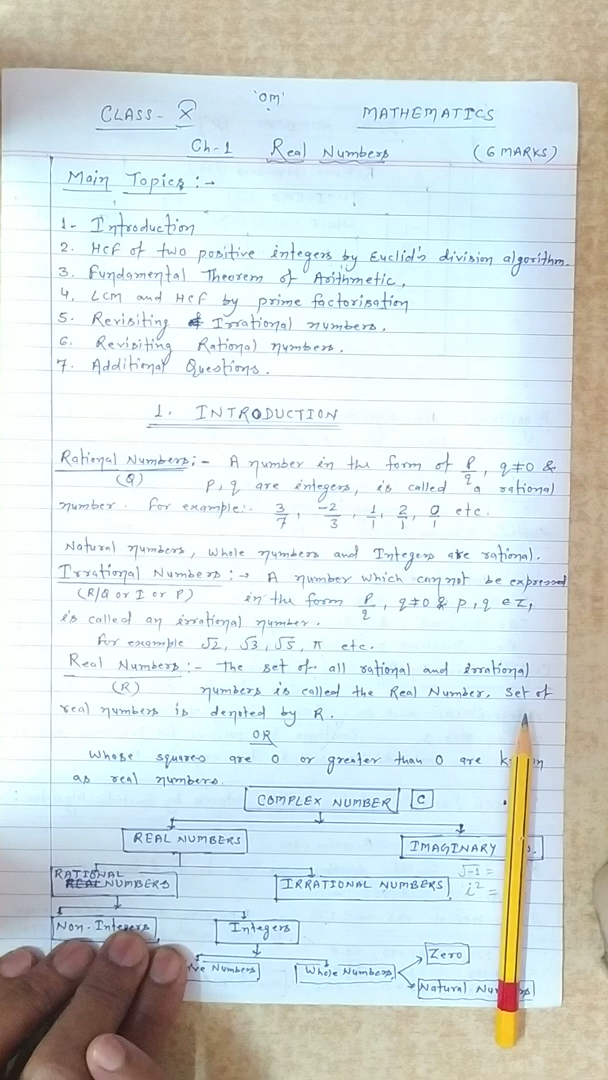 'OM'
CLASS- X MATHEMATICS
Ch-1 Real Numbers (6 MARKS)
Main Topics :-
1- Introduction
2. HCF of two positive integers by Euclid's division algorithm.
3. Fundamental Theorem of Arithmetic.
4. LCM and HCF by prime factorisation
5. Revisiting Irrational numbers.
6. Revisiting Rational numbers.
7. Additional Questions.
1. INTRODUCTION
Rational Numbers :- A number in the form of P/q, q≠0 &
(Q) p, q are integers, is called a rational
number. For example:- 3/7, -2/3, 1/1, 2/1, 0/1 etc.
Natural numbers, whole numbers and Integers are rational.
Irrational Numbers :-> A number which can not be expressed
(R/Q or I or P) in the form P/q, q≠0 & p, q ∈ Z,
is called an irrational number.
For example √2, √3, √5, π etc.
Real Numbers :- The set of all rational and irrational
(R) numbers is called the Real Number. Set of
real numbers is denoted by R.
OR
Whose squares are 0 or greater than 0 are
as real numbers.
COMPLEX NUMBER C
REAL NUMBERS IMAGINARY
RATIONAL NUMBERS IRRATIONAL NUMBERS √-1 =
i² =
Non-Integers Integers
Zero
Numbers Whole Numbers
Natural